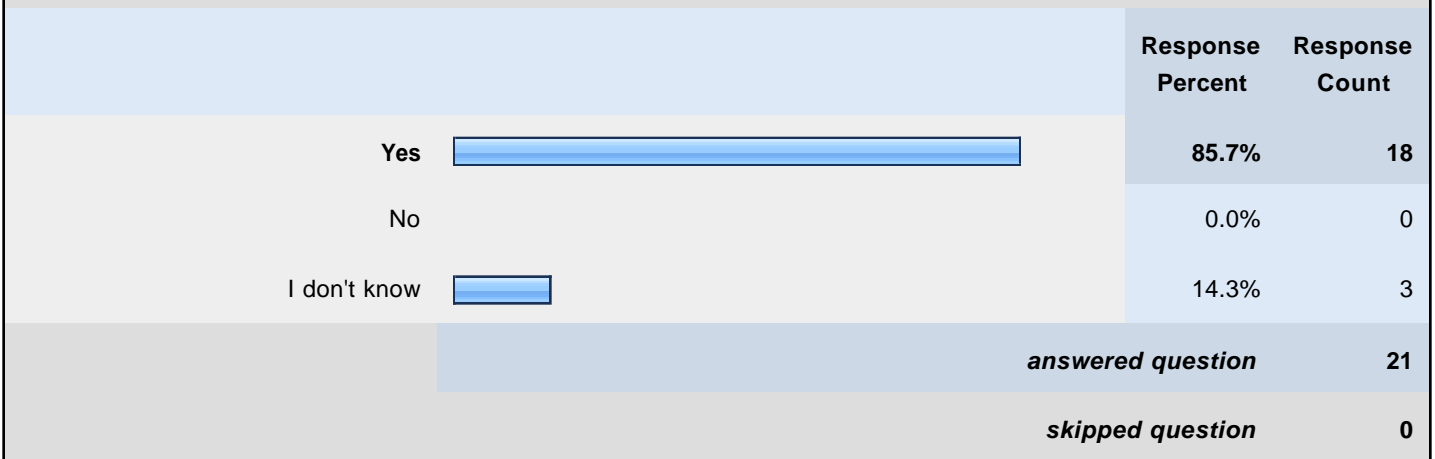 Response Percent Response Count
Yes 85.7% 18
No 0.0% 0
I don't know 14.3% 3
answered question 21
skipped question 0